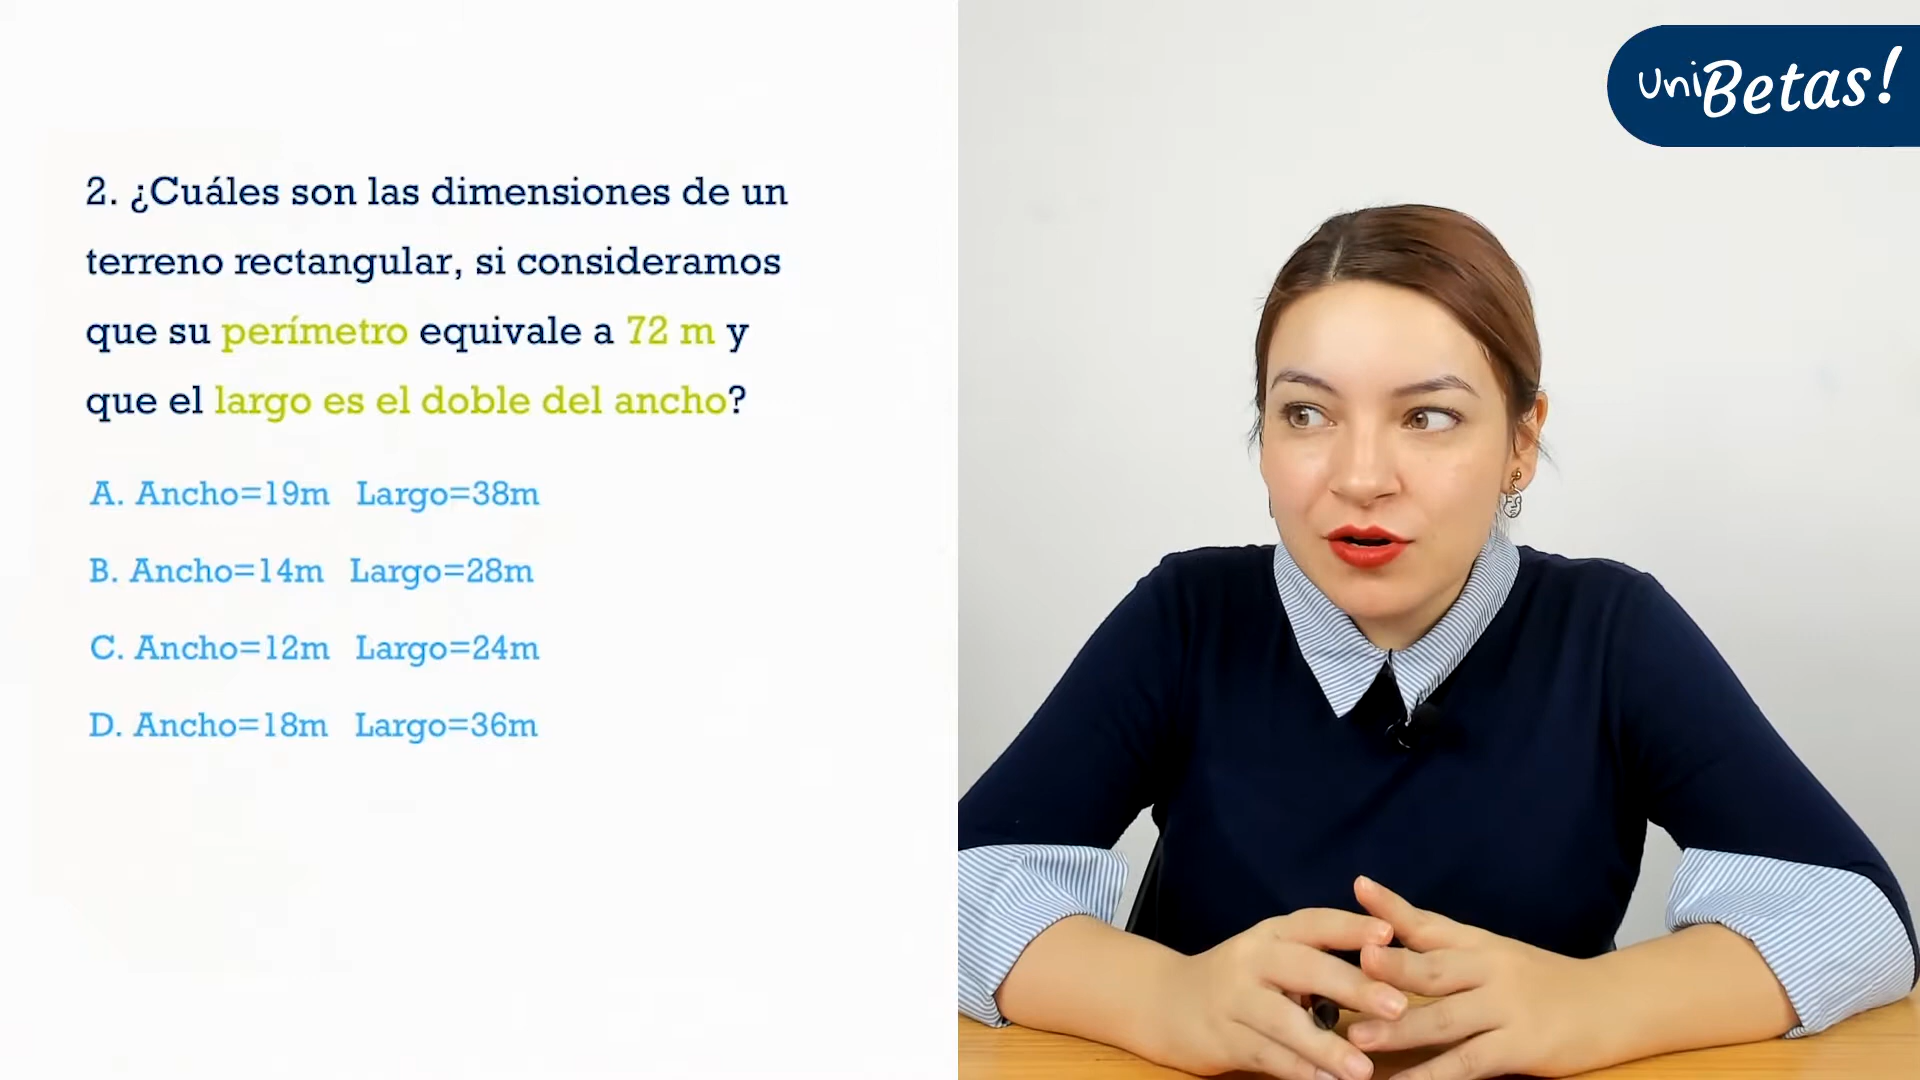 uniBetas!
2. ¿Cuáles son las dimensiones de un
terreno rectangular, si consideramos
que su perímetro equivale a 72 m y
que el largo es el doble del ancho?
A. Ancho=19m Largo=38m
B. Ancho=14m Largo=28m
C. Ancho=12m Largo=24m
D. Ancho=18m Largo=36m